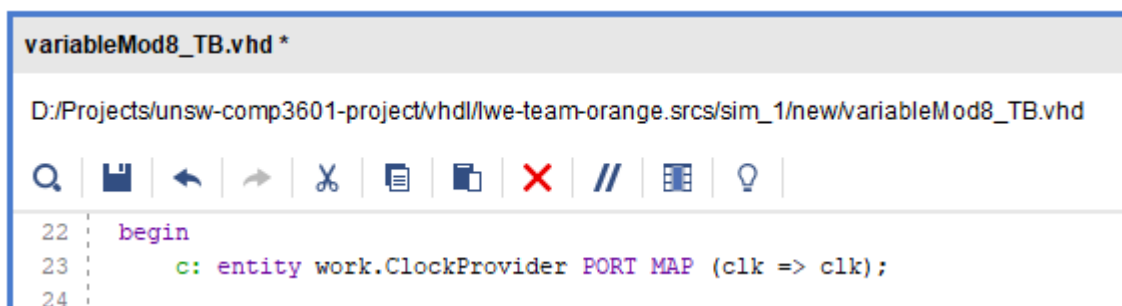 variableMod8_TB.vhd *
D:/Projects/unsw-comp3601-project/vhdl/lwe-team-orange.srcs/sim_1/new/variableMod8_TB.vhd
22 begin
23 c: entity work.ClockProvider PORT MAP (clk => clk);
24